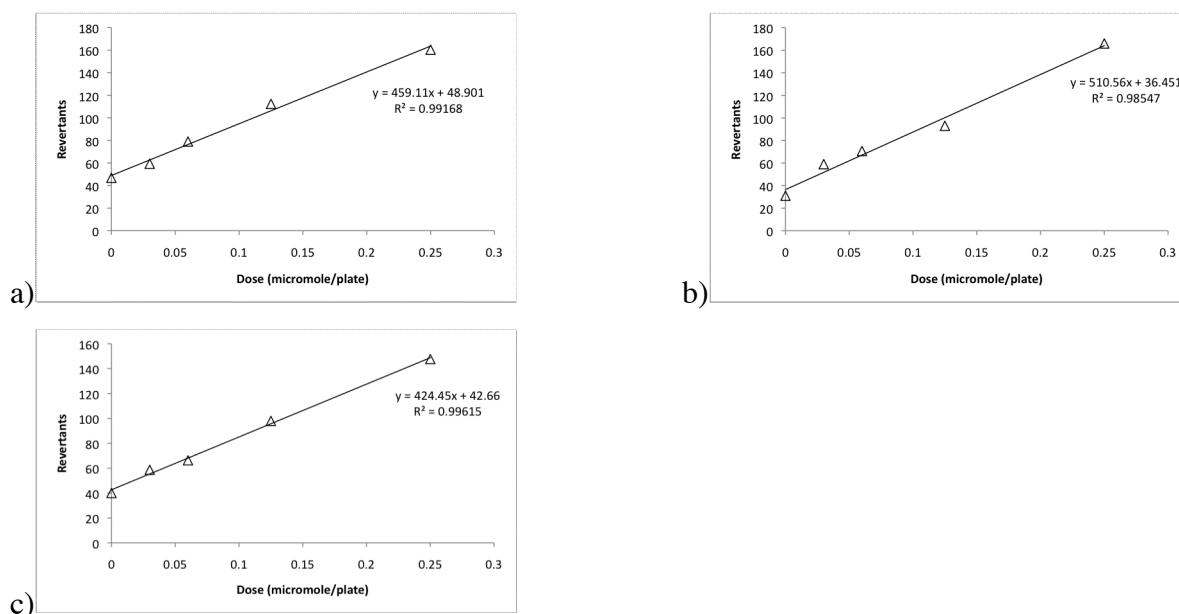 180
160
140
120
100
80
60
40
20
0
Revertants
y = 459.11x + 48.901
R² = 0.99168
0 0.05 0.1 0.15 0.2 0.25 0.3
Dose (micromole/plate)
a)
180
160
140
120
100
80
60
40
20
0
Revertants
y = 510.56x + 36.451
R² = 0.98547
0 0.05 0.1 0.15 0.2 0.25 0.3
Dose (micromole/plate)
b)
160
140
120
100
80
60
40
20
0
Revertants
y = 424.45x + 42.66
R² = 0.99615
0 0.05 0.1 0.15 0.2 0.25 0.3
Dose (micromole/plate)
c)